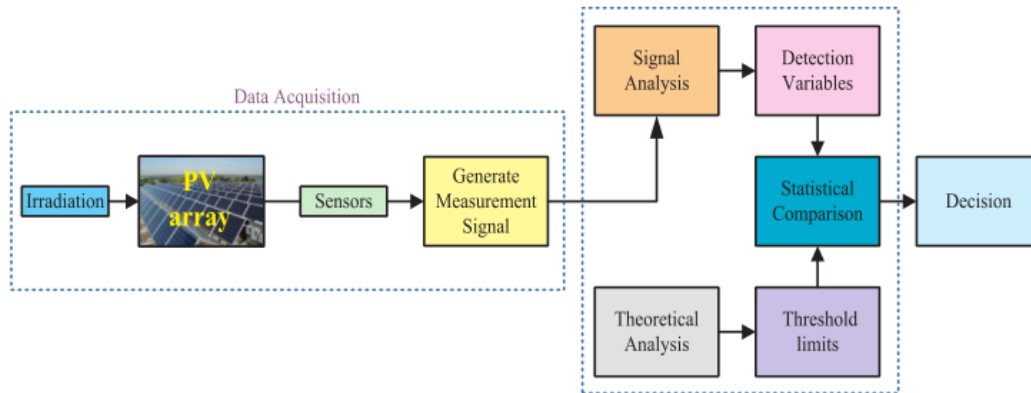 Data Acquisition
Irradiation
PV
array
Sensors
Generate
Measurement
Signal
Signal
Analysis
Detection
Variables
Statistical
Comparison
Decision
Theoretical
Analysis
Threshold
limits